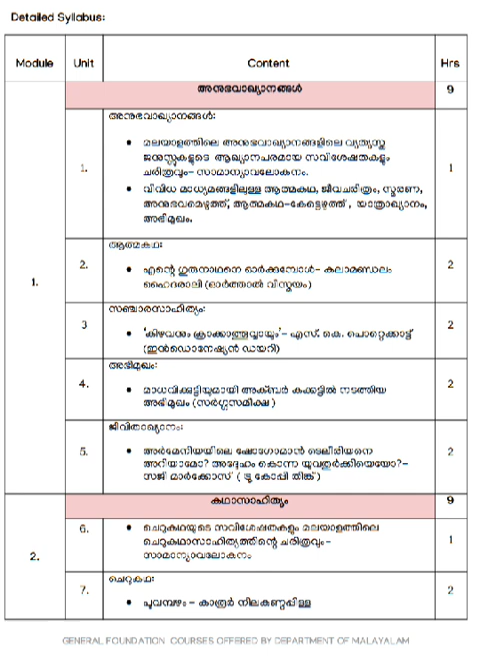 Detailed Syllabus:
Module Unit Content Hrs
അനുഭവാഖ്യാനങ്ങൾ 9
1.
അനുഭവാഖ്യാനങ്ങൾ:
1.
മലയാളത്തിലെ അനുഭവാഖ്യാനങ്ങളിലെ വ്യത്യസ്ത
ജനുസ്സുകളുടെ ആഖ്യാനപരമായ സവിശേഷതകളും
ചരിത്രവും- സാമാന്യാവലോകനം.
വിവിധ മാധ്യമങ്ങളിലുള്ള ആത്മകഥ, ജീവചരിത്രം, സ്മരണ,
അനുഭവമെഴുത്ത്, ആത്മകഥ-കേട്ടെഴുത്ത് , യാത്രാഖ്യാനം,
അഭിമുഖം.
1
ആത്മകഥ:
2.
എന്റെ ഗുരുനാഥനെ ഓർക്കുമ്പോൾ- കലാമണ്ഡലം
ഹൈദരാലി (ഓർത്താൽ വിസ്മയം)
2
സഞ്ചാരസാഹിത്യം:
3
'കിഴവനും ക്രാക്കാത്തുവ്വായും'- എസ്. കെ. പൊറ്റെക്കാട്ട്
(ഇൻഡൊനേഷ്യൻ ഡയറി)
2
അഭിമുഖം:
4.
മാധവിക്കുട്ടിയുമായി അക്ബർ കക്കട്ടിൽ നടത്തിയ
അഭിമുഖം (സർഗ്ഗസമീക്ഷ )
2
ജീവിതാഖ്യാനം:
5.
അർമേനിയയിലെ ഷോഗോമാൻ ടെലീരിയനെ
അറിയാമോ? അദ്ദേഹം കൊന്ന യുവതുർക്കിയെയോ?-
സജി മാർക്കോസ് ( ട്രൂ കോപ്പി തിങ്ക് )
2
കഥാസാഹിത്യം 9
2.
6.
ചെറുകഥയുടെ സവിശേഷതകളും മലയാളത്തിലെ
ചെറുകഥാസാഹിത്യത്തിന്റെ ചരിത്രവും -
സാമാന്യാവലോകനം
1
ചെറുകഥ:
7.
പൂവമ്പഴം - കാരൂർ നീലകണ്ഠപ്പിള്ള
2
GENERAL FOUNDATION COURSES OFFERED BY DEPARTMENT OF MALAYALAM